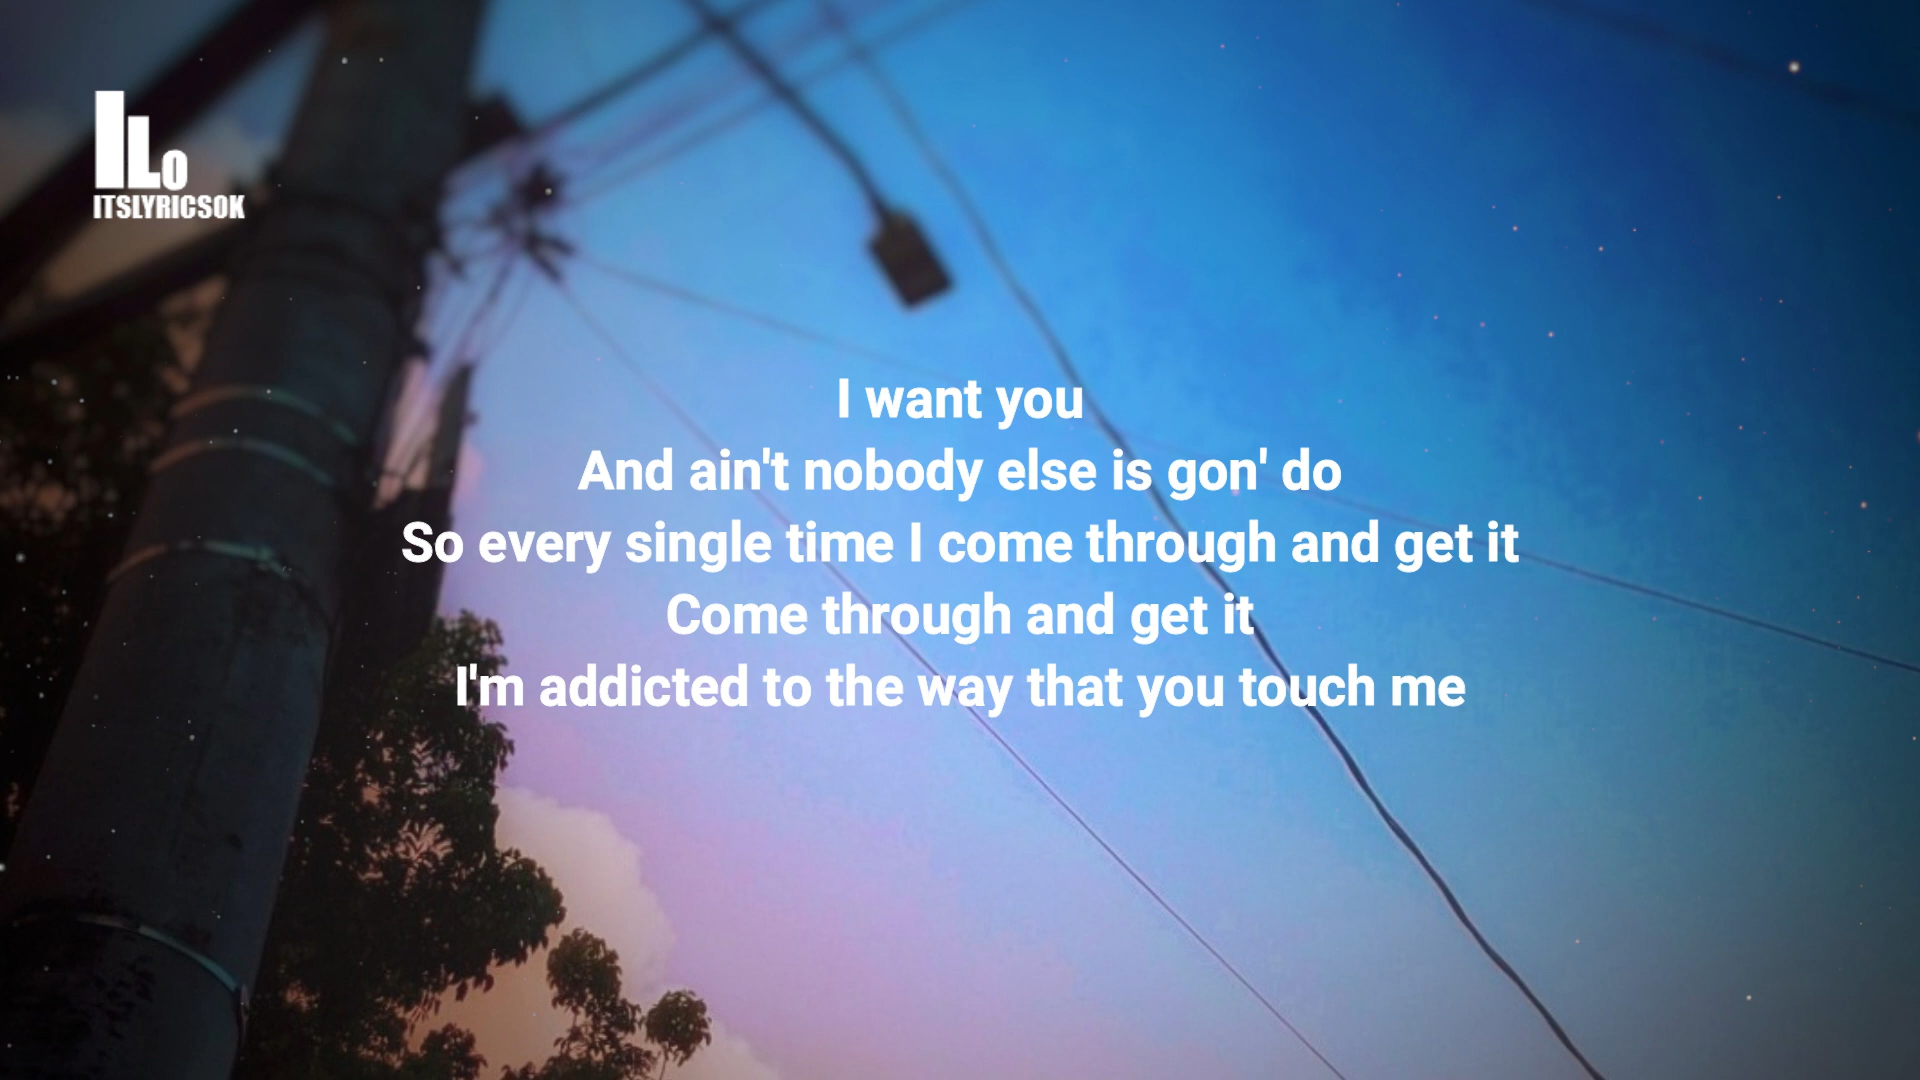 ILO
ITSLYRICSOK
I want you
And ain't nobody else is gon' do
So every single time I come through and get it
Come through and get it
I'm addicted to the way that you touch me